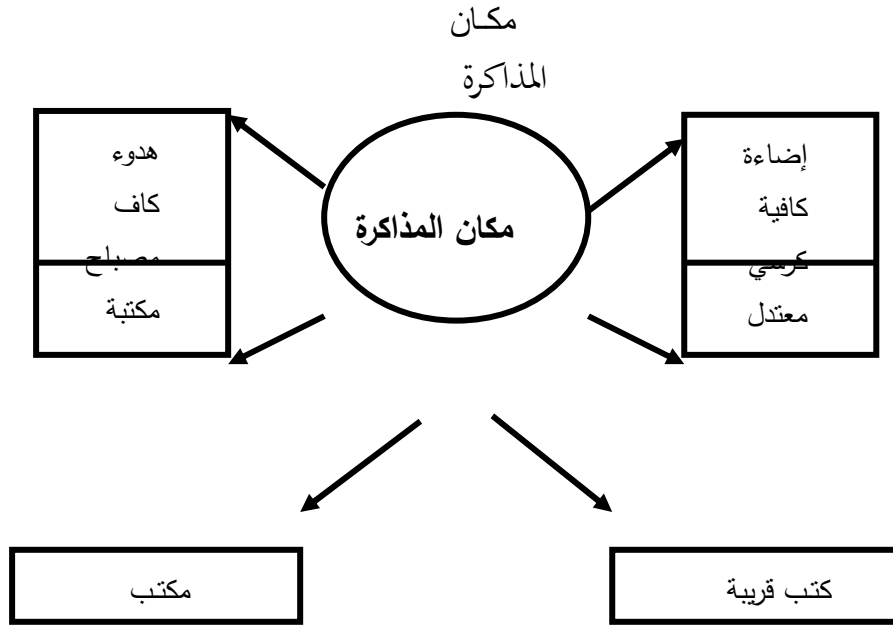 مكـان
المذاكرة
إضاءة
كافية
كرسي
معتدل
مكان المذاكرة
هدوء
كاف
مصباح
مكتبة
كتب قريبة
مكتب